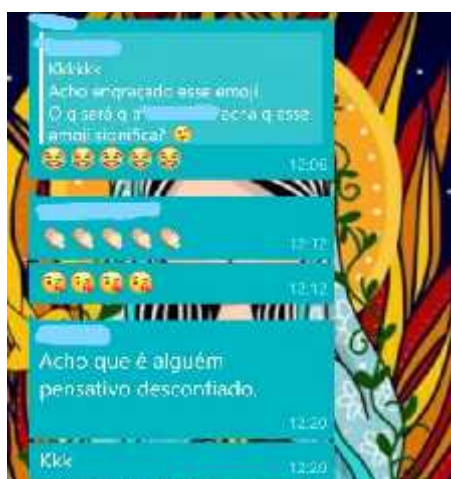 Kkkkkk
Acho engraçado esse emoji
O q será q a acha q esse
emoji significa? 🤔
😂😂😂😂😂
12:06
👏🏻👏🏻👏🏻👏🏻👏🏻
12:12
😘😘😘😘
12:12
Acho que é alguém
pensativo desconfiado.
12:20
Kkk
12:20